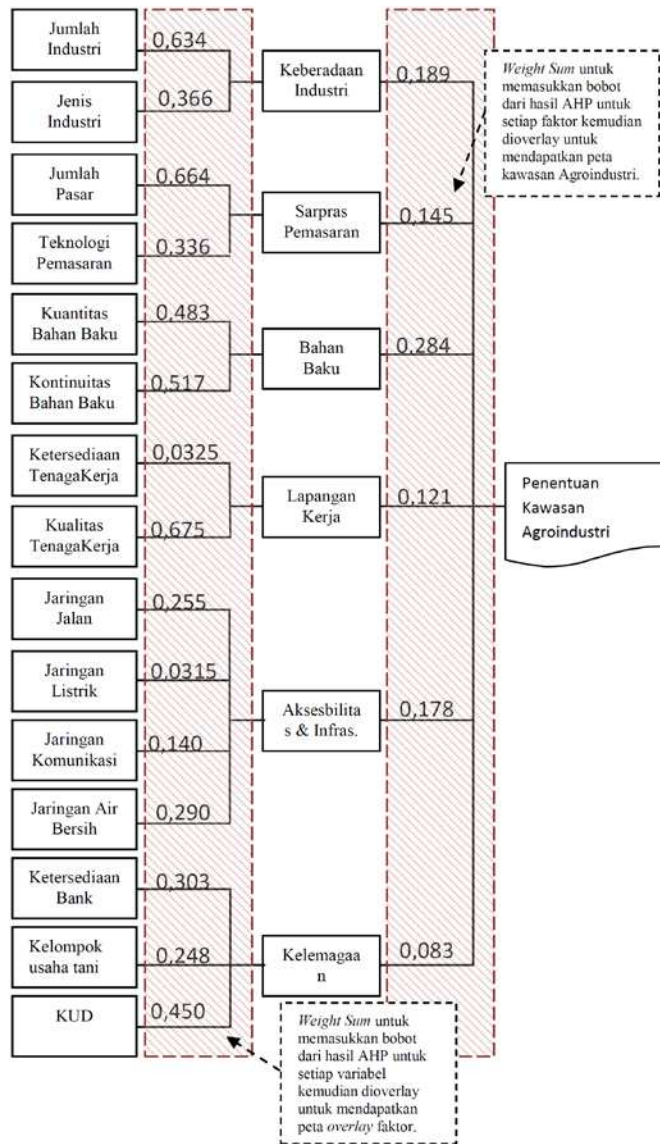 Jumlah
Industri
0,634
Jenis
Industri
0,366
Keberadaan
Industri
0,189
Jumlah
Pasar
0,664
Teknologi
Pemasaran
0,336
Sarpras
Pemasaran
0,145
Kuantitas
Bahan Baku
0,483
Kontinuitas
Bahan Baku
0,517
Bahan
Baku
0,284
Ketersediaan
TenagaKerja
0,0325
Kualitas
TenagaKerja
0,675
Lapangan
Kerja
0,121
Jaringan
Jalan
0,255
Jaringan
Listrik
0,0315
Jaringan
Komunikasi
0,140
Jaringan Air
Bersih
0,290
Aksesbilita
s & Infras.
0,178
Ketersediaan
Bank
0,303
Kelompok
usaha tani
0,248
KUD
0,450
Kelemagaa
n
0,083
Weight Sum untuk
memasukkan bobot
dari hasil AHP untuk
setiap faktor kemudian
dioverlay untuk
mendapatkan peta
kawasan Agroindustri.
Penentuan
Kawasan
Agroindustri
Weight Sum untuk
memasukkan bobot
dari hasil AHP untuk
setiap variabel
kemudian dioverlay
untuk mendapatkan
peta overlay faktor.